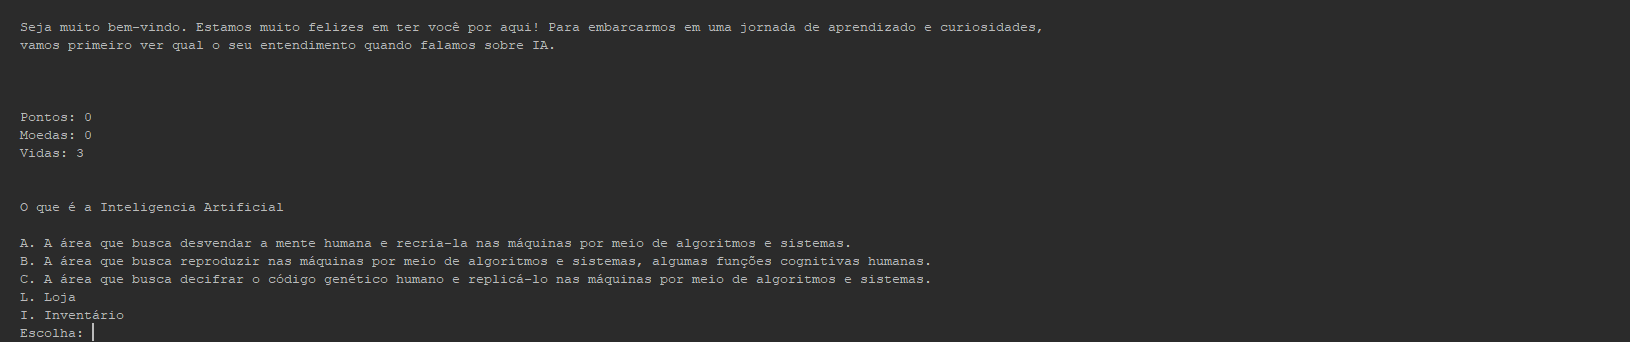 Seja muito bem-vindo. Estamos muito felizes em ter você por aqui! Para embarcarmos em uma jornada de aprendizado e curiosidades,
vamos primeiro ver qual o seu entendimento quando falamos sobre IA.
Pontos: 0
Moedas: 0
Vidas: 3
O que é a Inteligencia Artificial
A. A área que busca desvendar a mente humana e recria-la nas máquinas por meio de algoritmos e sistemas.
B. A área que busca reproduzir nas máquinas por meio de algoritmos e sistemas, algumas funções cognitivas humanas.
C. A área que busca decifrar o código genético humano e replicá-lo nas máquinas por meio de algoritmos e sistemas.
L. Loja
I. Inventário
Escolha: